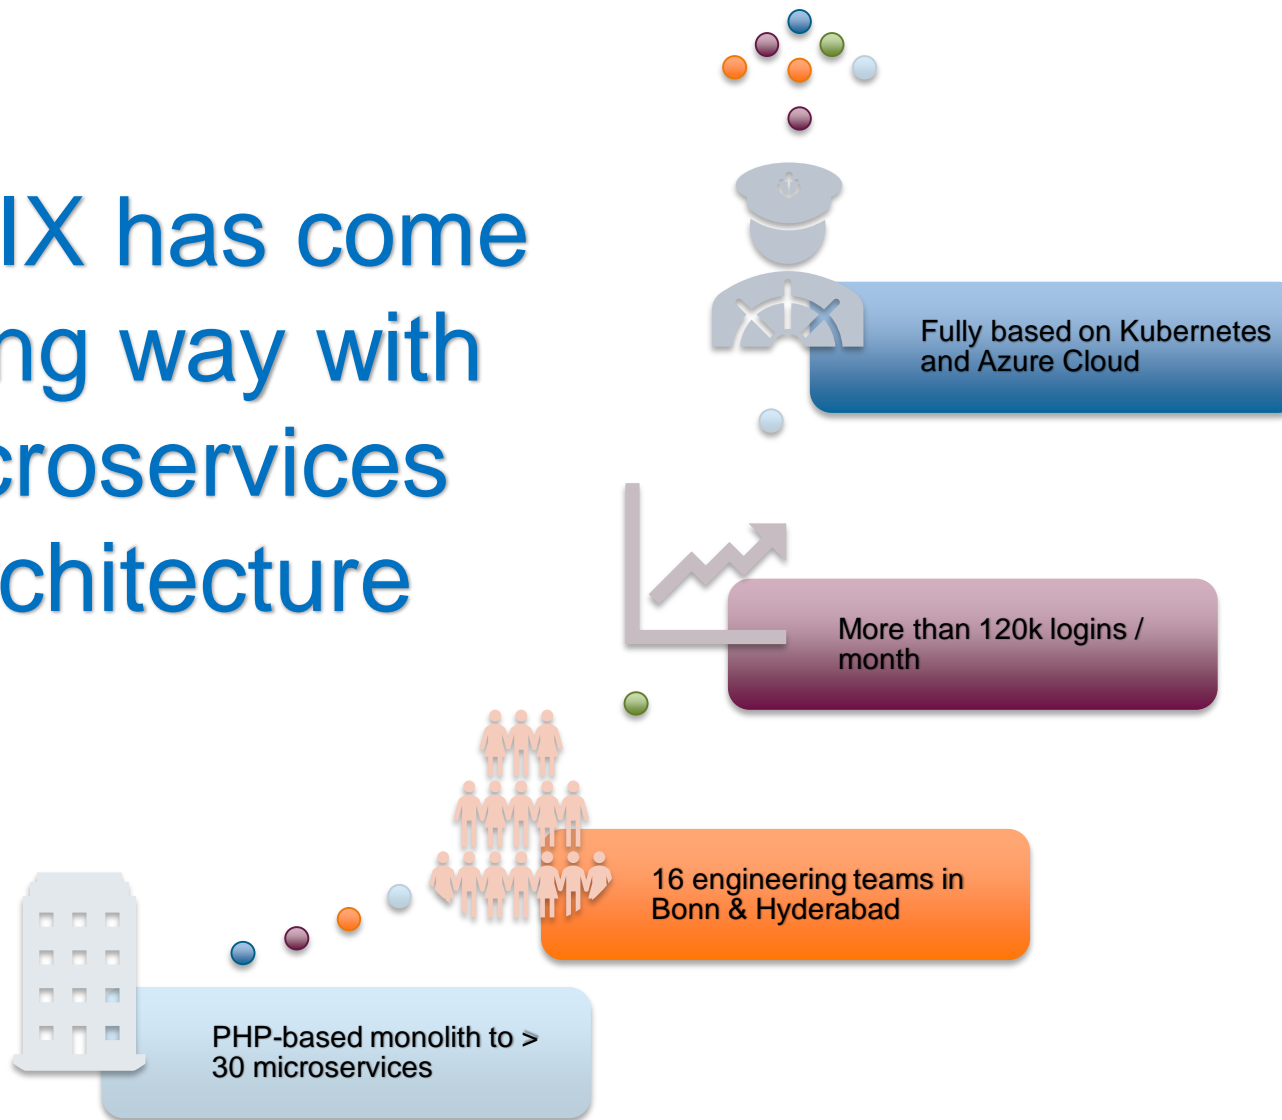 IX has come
ng way with
croservices
chitecture
Fully based on Kubernetes
and Azure Cloud
More than 120k logins /
month
16 engineering teams in
Bonn & Hyderabad
PHP-based monolith to >
30 microservices